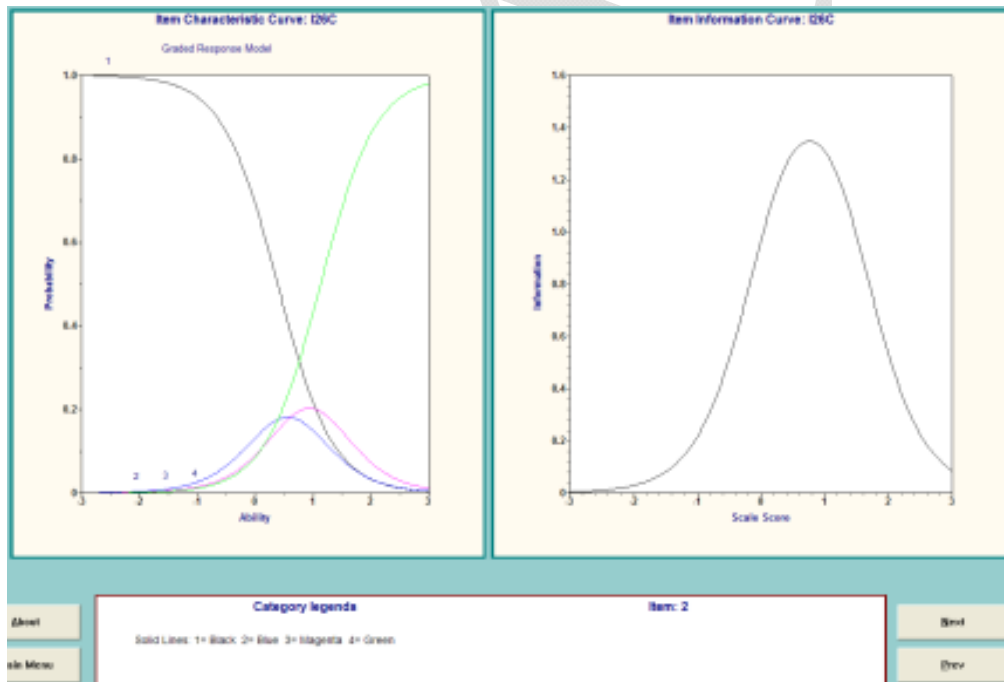 Item Characteristic Curve: I26C
Graded Response Model
1
1.0
0.8
0.6
0.4
0.2
0
2 3 4
-3 -2 -1 0 1 2 3
Probability
Ability
Item Information Curve: I26C
1.6
1.4
1.2
1.0
0.8
0.6
0.4
0.2
0
-3 -2 -1 0 1 2 3
Information
Scale Score
Category legends
Item: 2
Solid Lines: 1= Black 2= Blue 3= Magenta 4= Green
About
ain Menu
Next
Prev